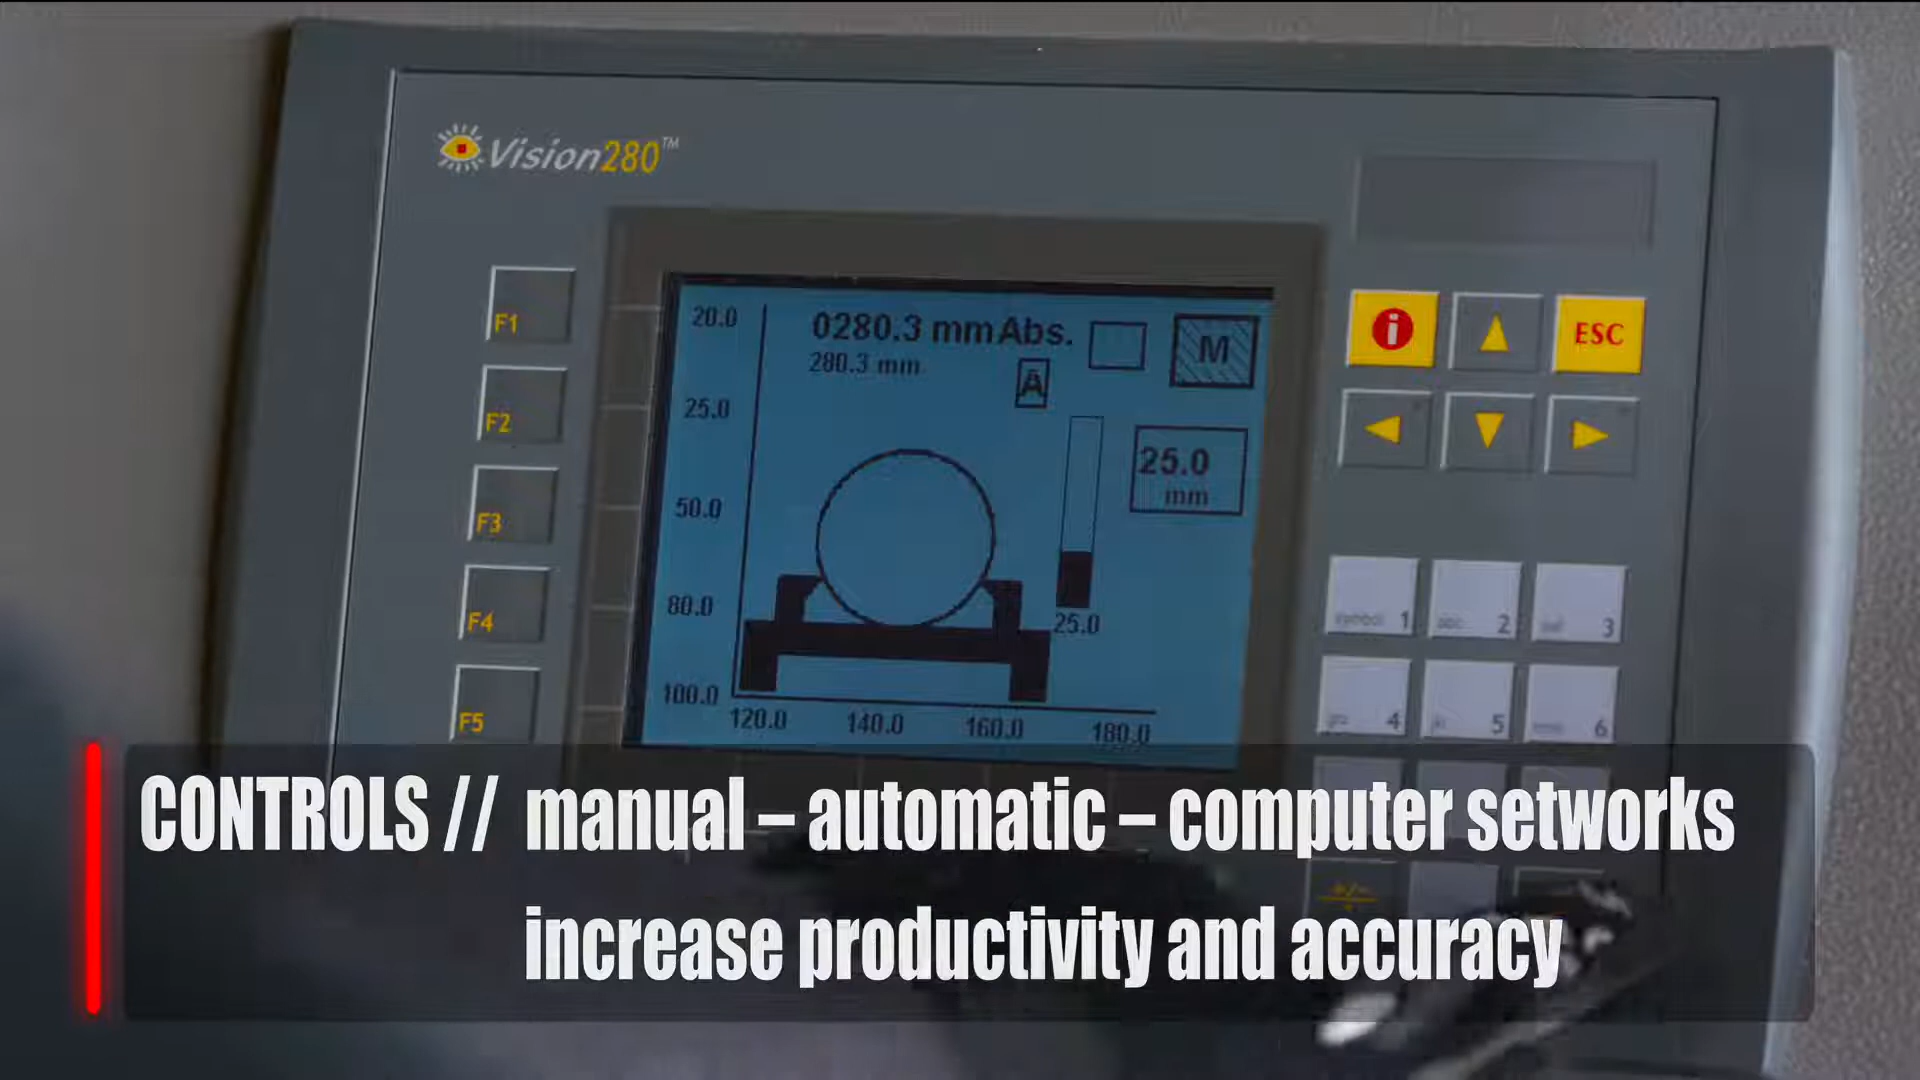 Vision280™
F1
F2
F3
F4
F5
20.0
25.0
50.0
80.0
100.0
0280.3 mm Abs.
280.3 mm
A
M
25.0
mm
25.0
120.0 140.0 160.0 180.0
i
ESC
1 2 3
4 5 6
+/-
CONTROLS // manual – automatic – computer setworks
increase productivity and accuracy